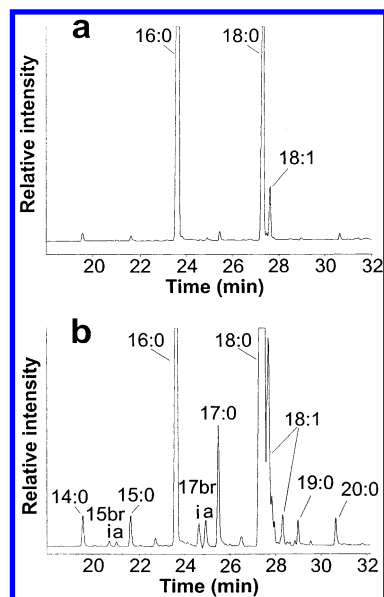 a
16:0 18:0
18:1
Relative intensity
20 22 24 26 28 30 32
Time (min)
b
16:0 18:0
17:0
18:1
14:0 15br 15:0 17br 19:0 20:0
i a i a
Relative intensity
20 22 24 26 28 30 32
Time (min)